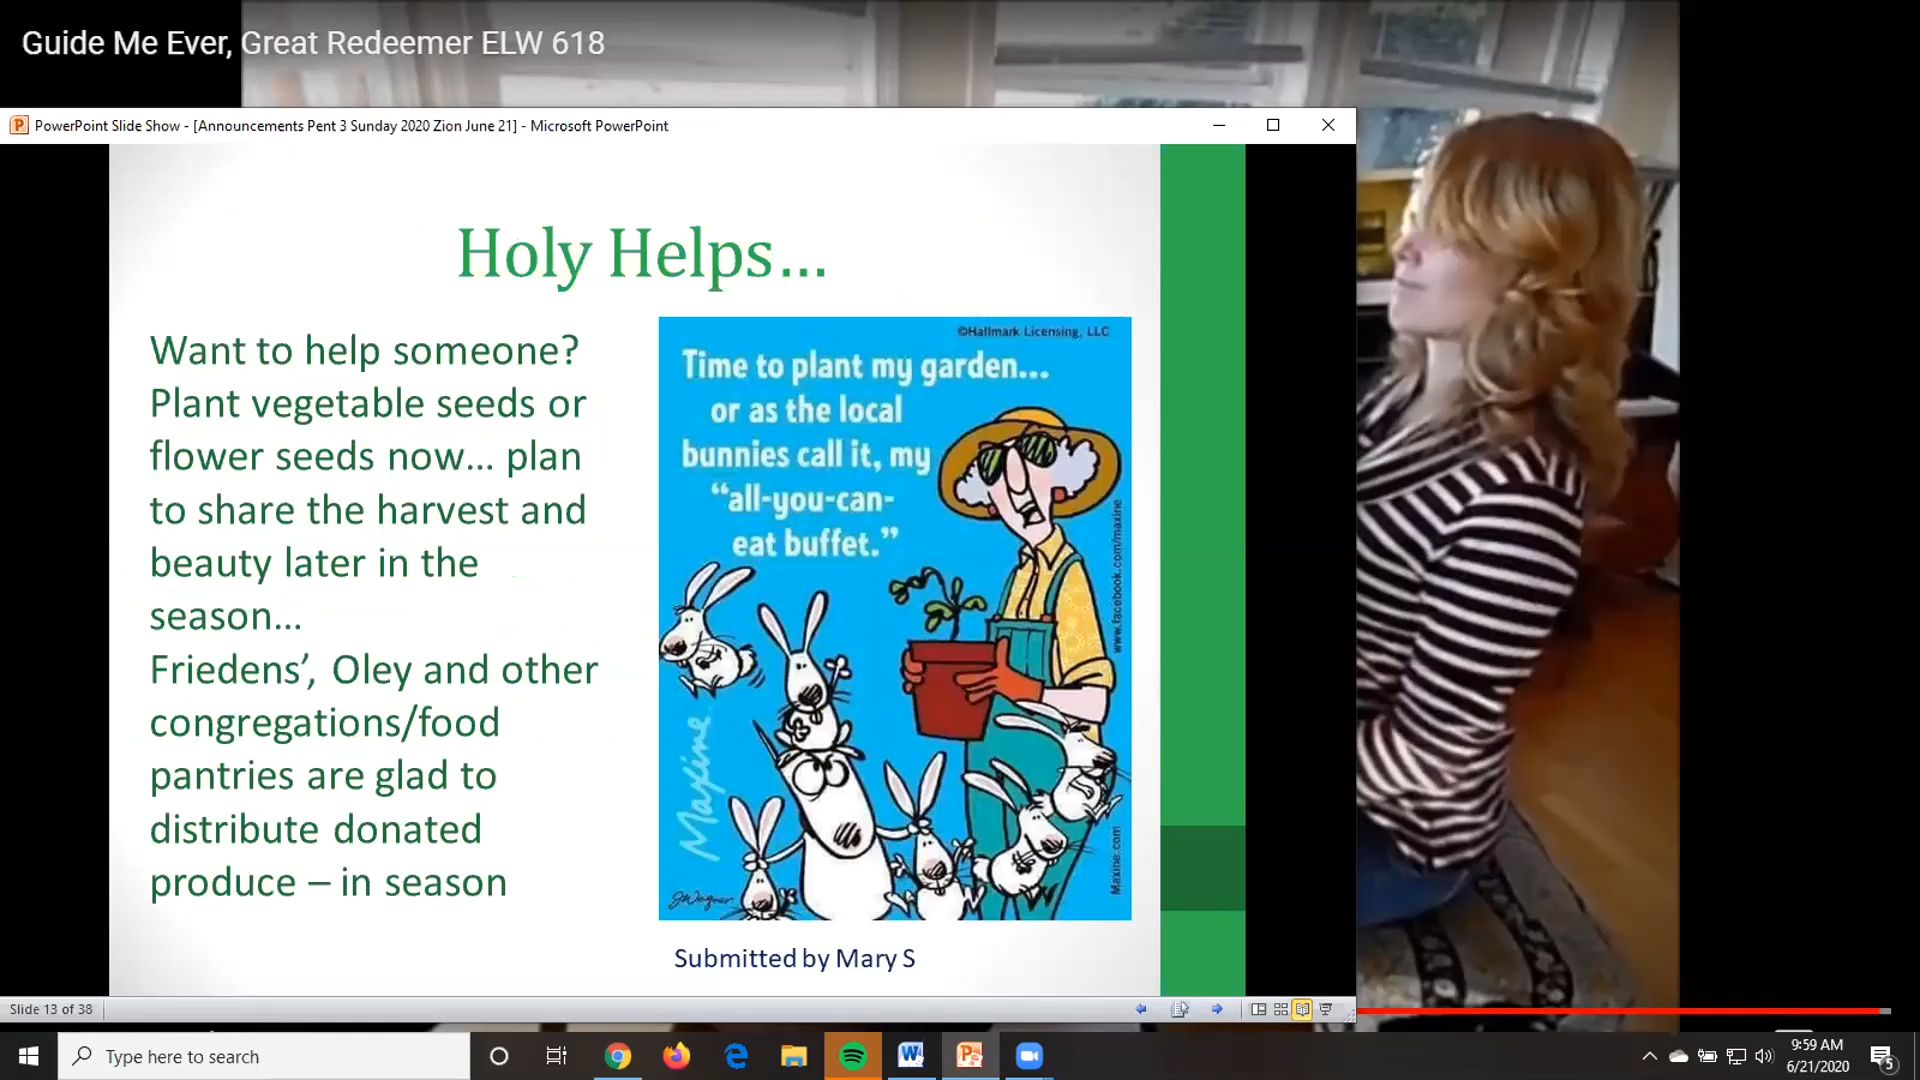 Guide Me Ever, Great Redeemer ELW 618
PowerPoint Slide Show - [Announcements Pent 3 Sunday 2020 Zion June 21] - Microsoft PowerPoint
Holy Helps...
Want to help someone?
Plant vegetable seeds or
flower seeds now... plan
to share the harvest and
beauty later in the
season...
Friedens’, Oley and other
congregations/food
pantries are glad to
distribute donated
produce – in season
©Hallmark Licensing, LLC
Time to plant my garden...
or as the local
bunnies call it, my
“all-you-can-
eat buffet.”
www.facebook.com/maxine
Maxine
Maxine.com
JWagner
Submitted by Mary S
Slide 13 of 38
Type here to search
9:59 AM
6/21/2020
5